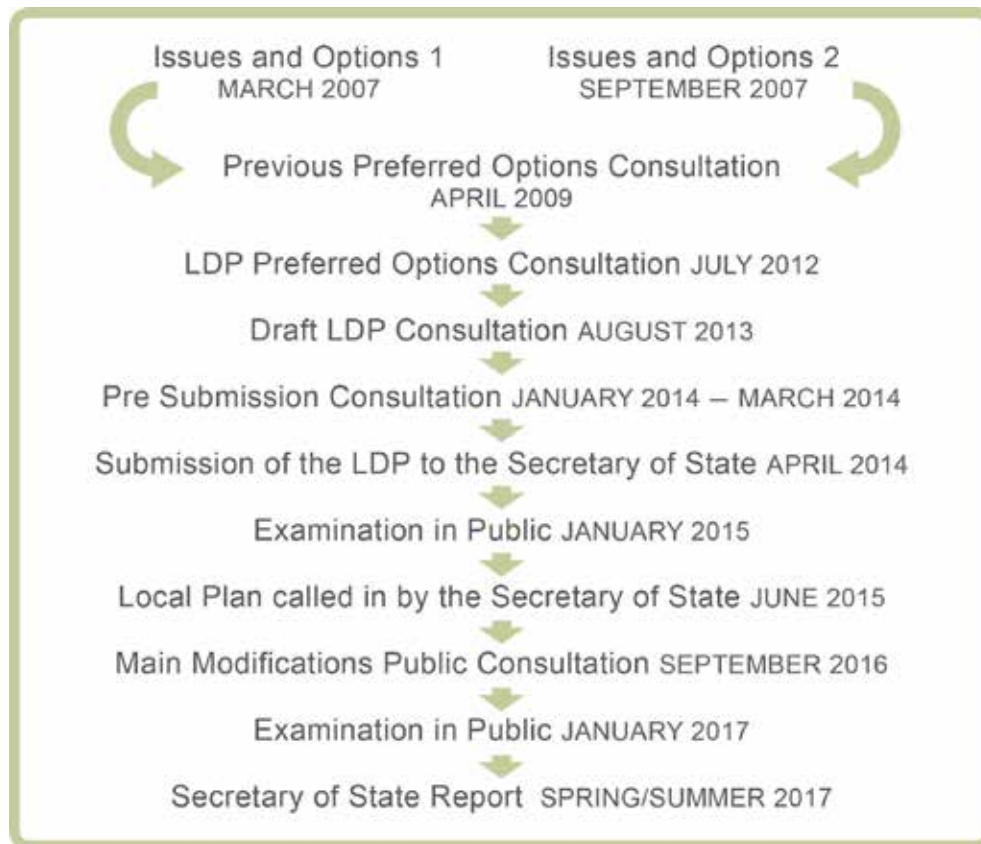 Issues and Options 1
MARCH 2007
Issues and Options 2
SEPTEMBER 2007
Previous Preferred Options Consultation
APRIL 2009
LDP Preferred Options Consultation JULY 2012
Draft LDP Consultation AUGUST 2013
Pre Submission Consultation JANUARY 2014 – MARCH 2014
Submission of the LDP to the Secretary of State APRIL 2014
Examination in Public JANUARY 2015
Local Plan called in by the Secretary of State JUNE 2015
Main Modifications Public Consultation SEPTEMBER 2016
Examination in Public JANUARY 2017
Secretary of State Report SPRING/SUMMER 2017